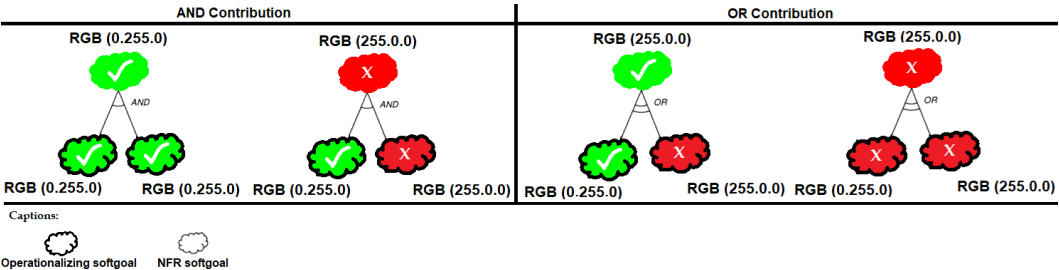 AND Contribution
OR Contribution
RGB (0.255.0)
RGB (255.0.0)
RGB (255.0.0)
RGB (255.0.0)
X
X
AND
AND
OR
OR
X
X
X
X
RGB (0.255.0)
RGB (0.255.0)
RGB (0.255.0)
RGB (255.0.0)
RGB (0.255.0)
RGB (255.0.0)
RGB (0.255.0)
RGB (255.0.0)
Captions:
Operationalizing softgoal
NFR softgoal